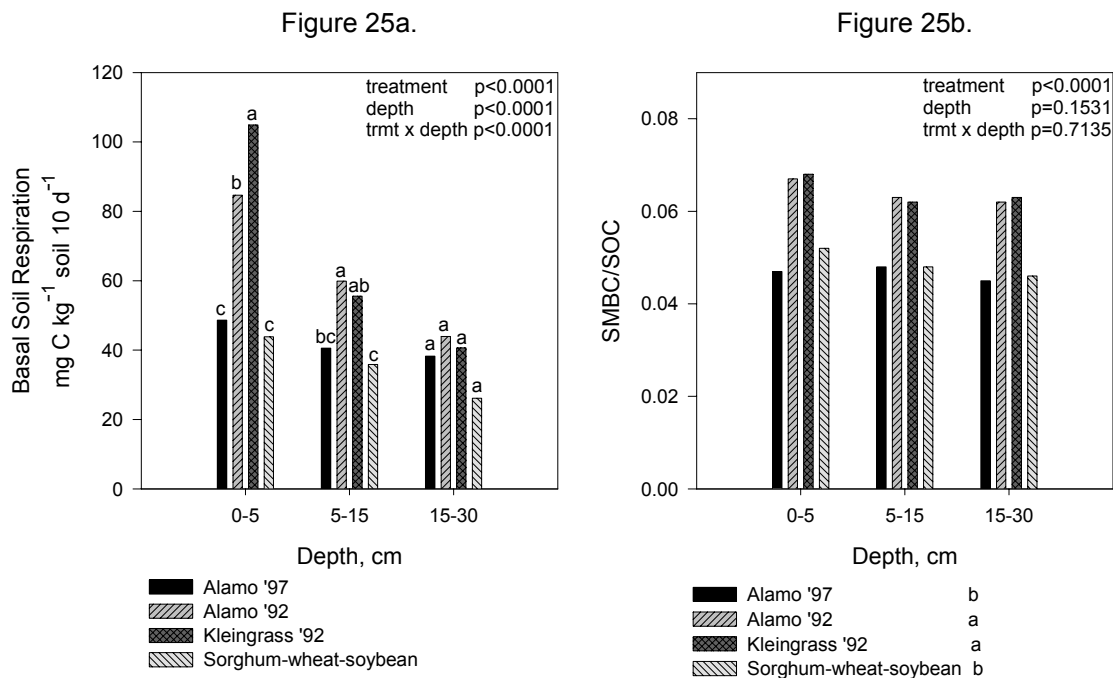 Figure 25a.
120
100
80
60
40
20
0
Basal Soil Respiration
mg C kg⁻¹ soil 10 d⁻¹
treatment p<0.0001
depth p<0.0001
trmt x depth p<0.0001
c b a c
bc a ab c
a a a a
0-5 5-15 15-30
Depth, cm
Alamo '97
Alamo '92
Kleingrass '92
Sorghum-wheat-soybean
Figure 25b.
0.08
0.06
0.04
0.02
0.00
SMBC/SOC
treatment p<0.0001
depth p=0.1531
trmt x depth p=0.7135
0-5 5-15 15-30
Depth, cm
Alamo '97 b
Alamo '92 a
Kleingrass '92 a
Sorghum-wheat-soybean b